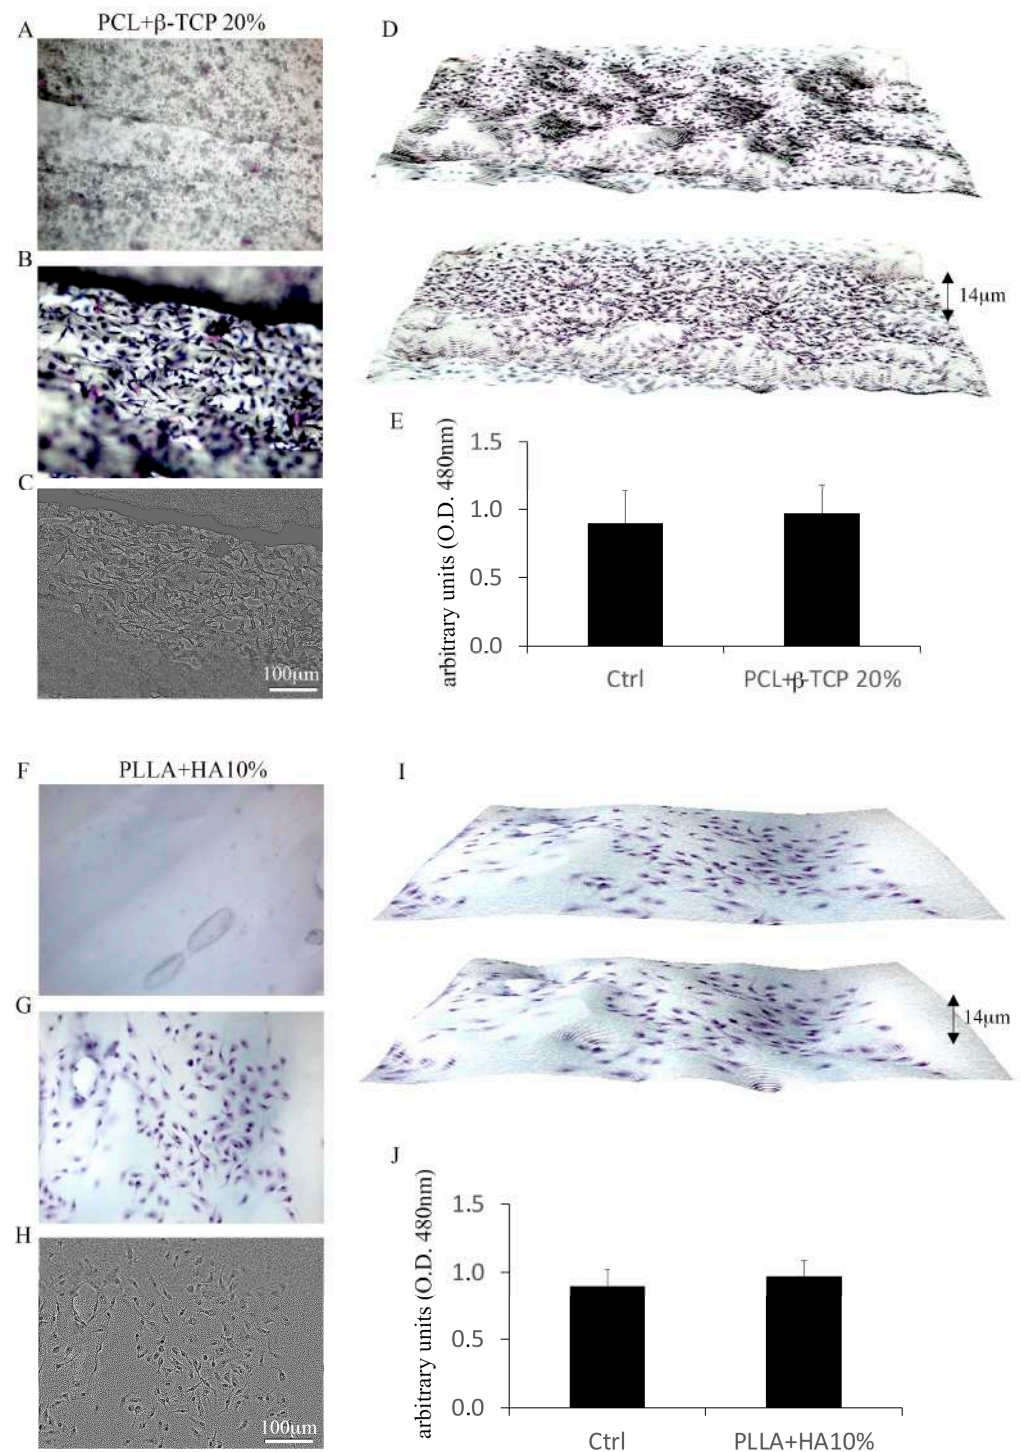 A
PCL+β-TCP 20%
B
C
100μm
D
14μm
E
arbitrary units (O.D. 480nm)
1.5
1.0
0.5
0.0
Ctrl
PCL+β-TCP 20%
F
PLLA+HA10%
G
H
100μm
I
14μm
J
arbitrary units (O.D. 480nm)
1.5
1.0
0.5
0.0
Ctrl
PLLA+HA10%